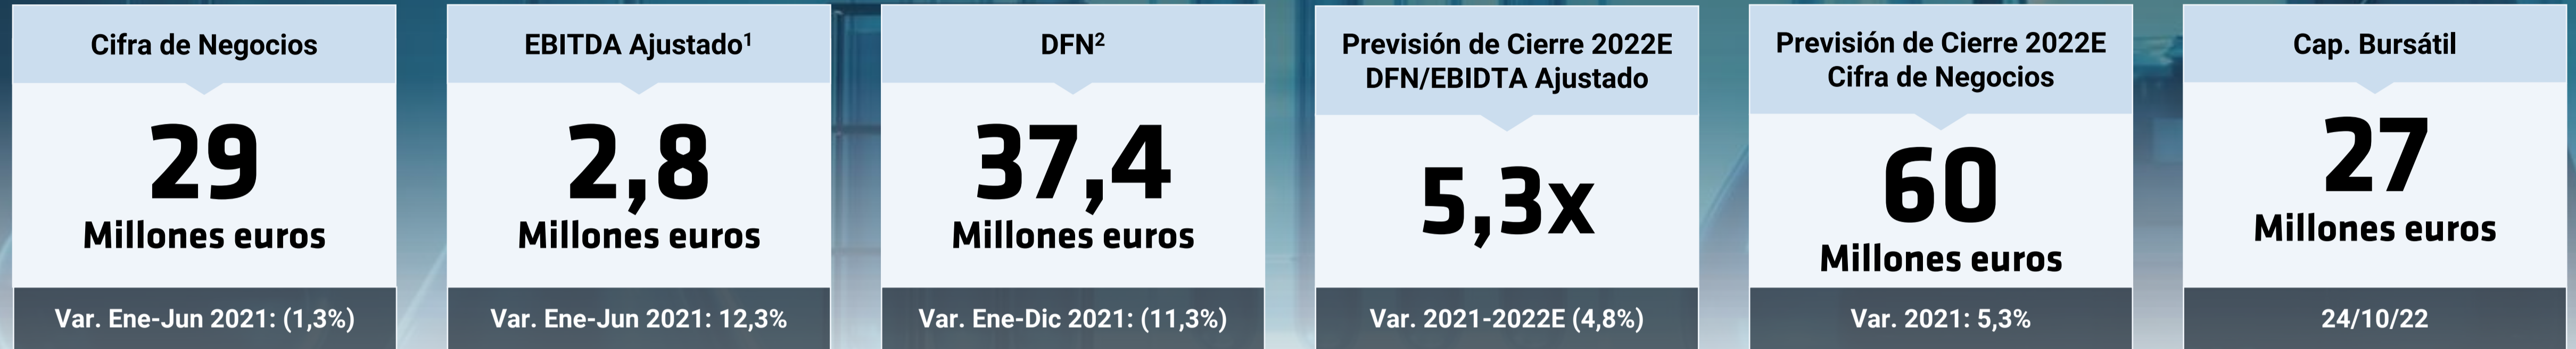 Cifra de Negocios
29
Millones euros
Var. Ene-Jun 2021: (1,3%)
EBITDA Ajustado¹
2,8
Millones euros
Var. Ene-Jun 2021: 12,3%
DFN²
37,4
Millones euros
Var. Ene-Dic 2021: (11,3%)
Previsión de Cierre 2022E
DFN/EBIDTA Ajustado
5,3x
Var. 2021-2022E (4,8%)
Previsión de Cierre 2022E
Cifra de Negocios
60
Millones euros
Var. 2021: 5,3%
Cap. Bursátil
27
Millones euros
24/10/22